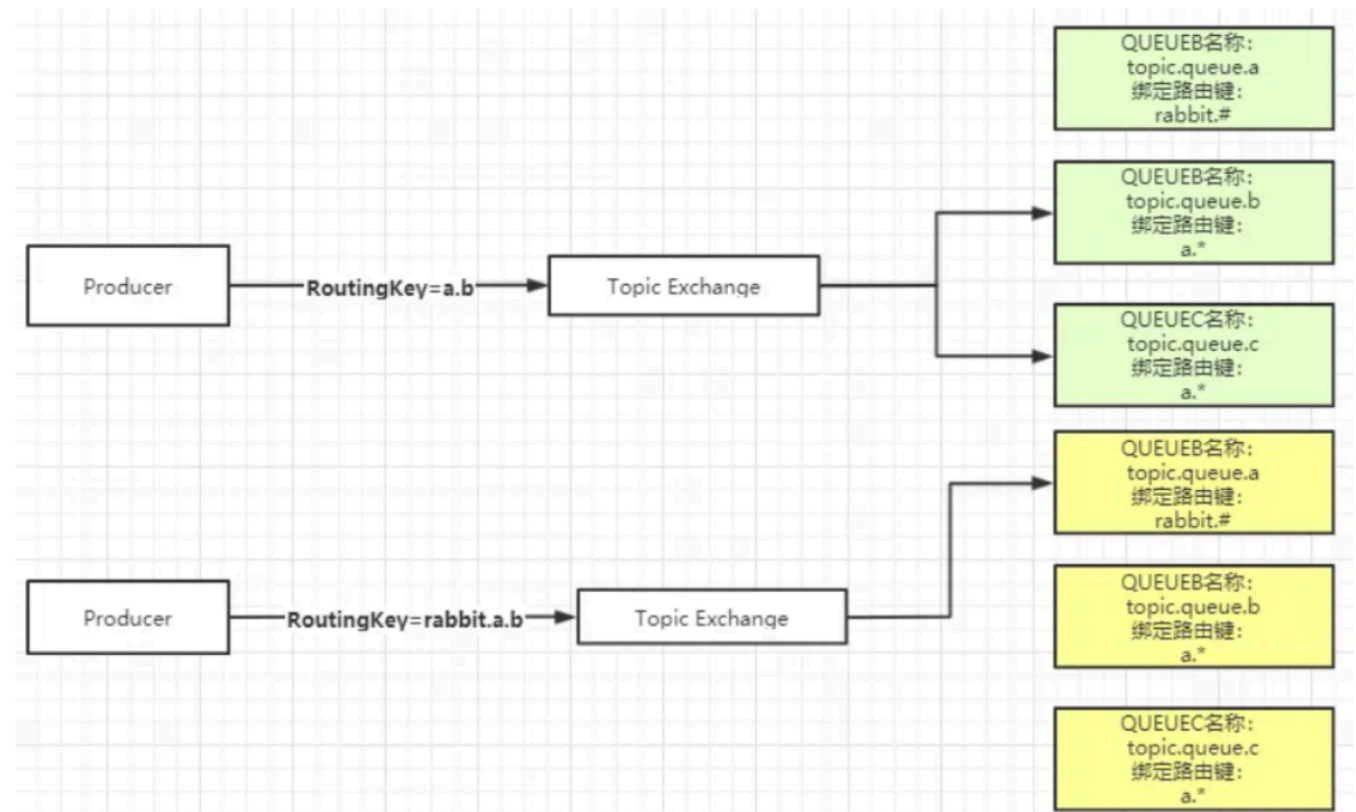 QUEUEB名称：
topic.queue.a
绑定路由键：
rabbit.#
QUEUEB名称：
topic.queue.b
绑定路由键：
a.*
Producer
RoutingKey=a.b
Topic Exchange
QUEUEC名称：
topic.queue.c
绑定路由键：
a.*
QUEUEB名称：
topic.queue.a
绑定路由键：
rabbit.#
Producer
RoutingKey=rabbit.a.b
Topic Exchange
QUEUEB名称：
topic.queue.b
绑定路由键：
a.*
QUEUEC名称：
topic.queue.c
绑定路由键：
a.*